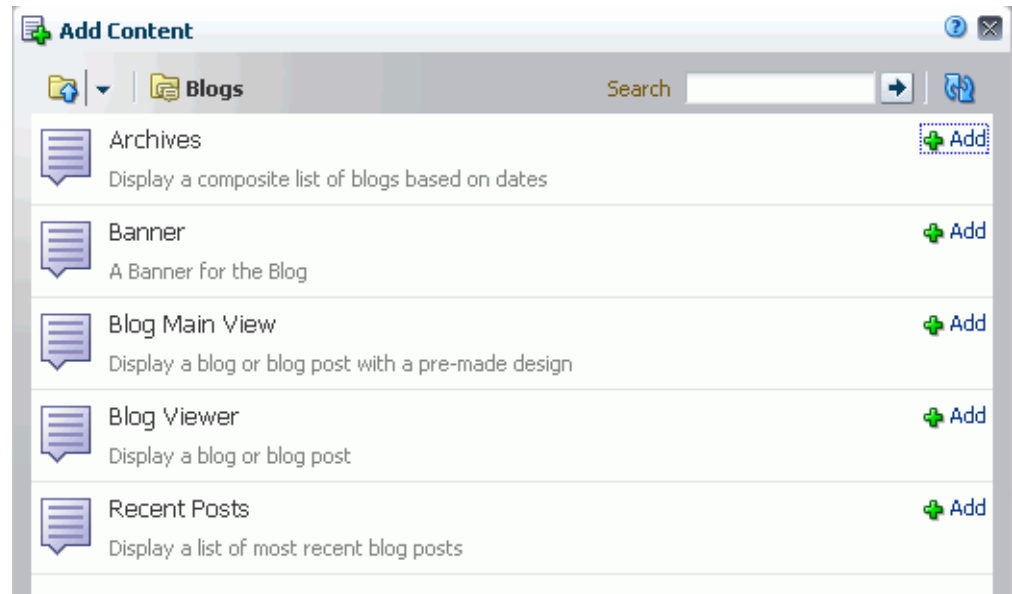 Add Content
Blogs Search
Archives Add
Display a composite list of blogs based on dates
Banner Add
A Banner for the Blog
Blog Main View Add
Display a blog or blog post with a pre-made design
Blog Viewer Add
Display a blog or blog post
Recent Posts Add
Display a list of most recent blog posts